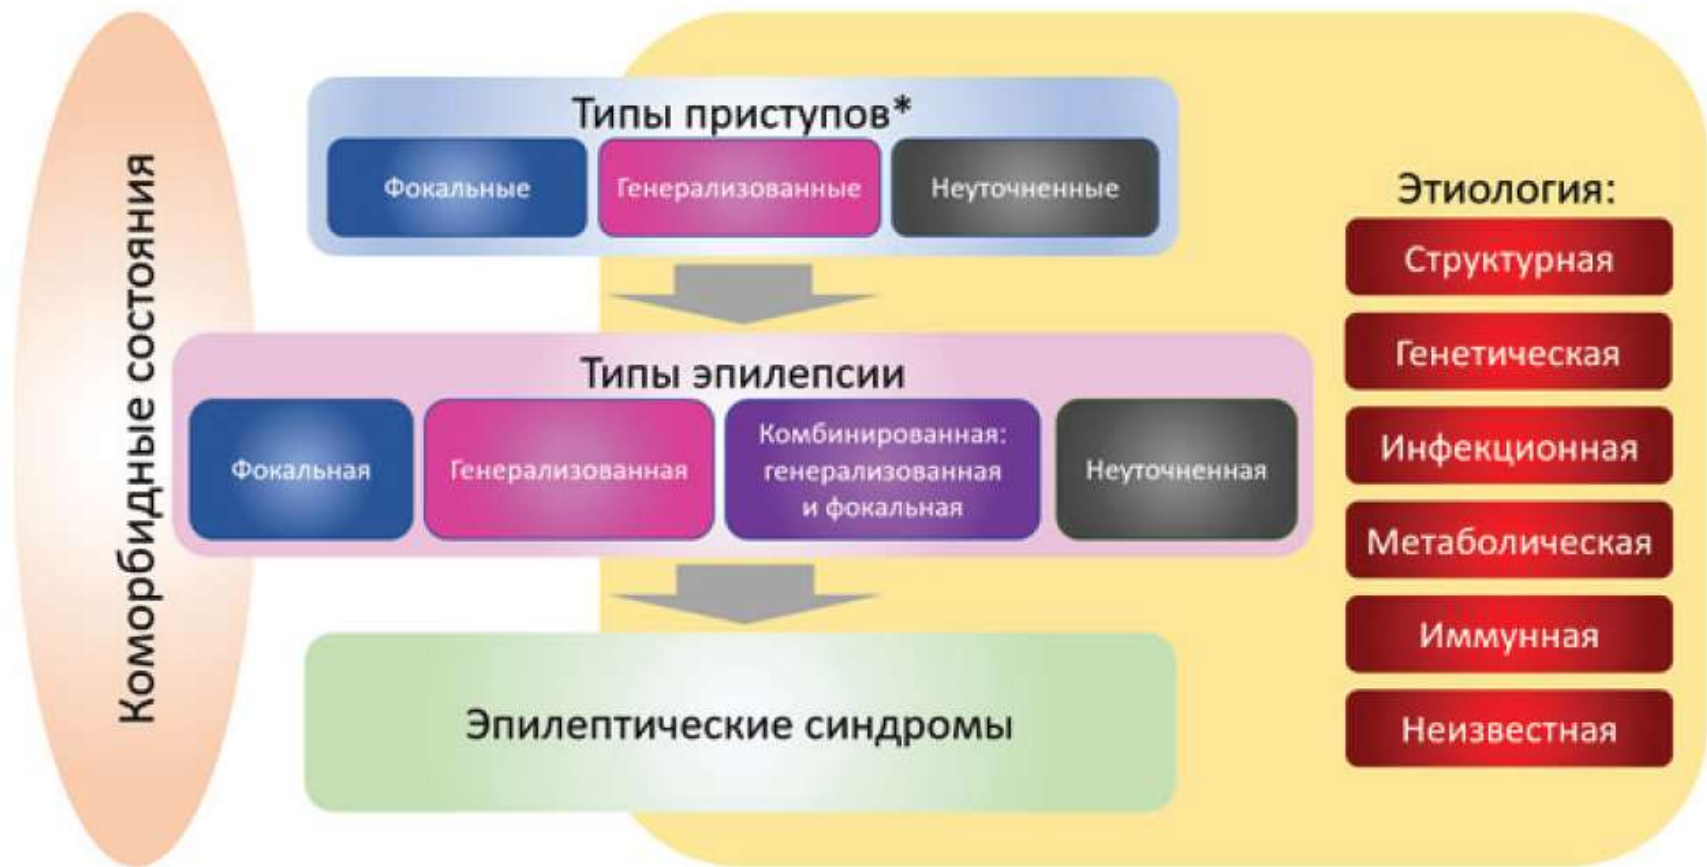 Коморбидные состояния
Типы приступов*
Фокальные
Генерализованные
Неуточненные
Типы эпилепсии
Фокальная
Генерализованная
Комбинированная:
генерализованная
и фокальная
Неуточненная
Эпилептические синдромы
Этиология:
Структурная
Генетическая
Инфекционная
Метаболическая
Иммунная
Неизвестная